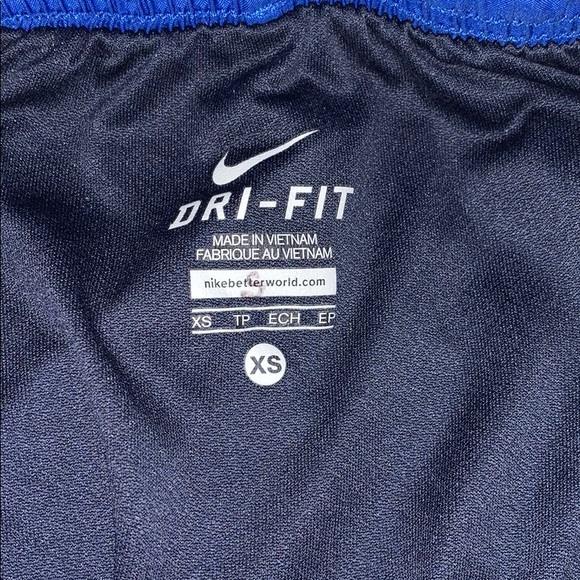 DRI-FIT
MADE IN VIETNAM
FABRIQUE AU VIETNAM
nikebetterworld.com
XS TP ECH EP
XS